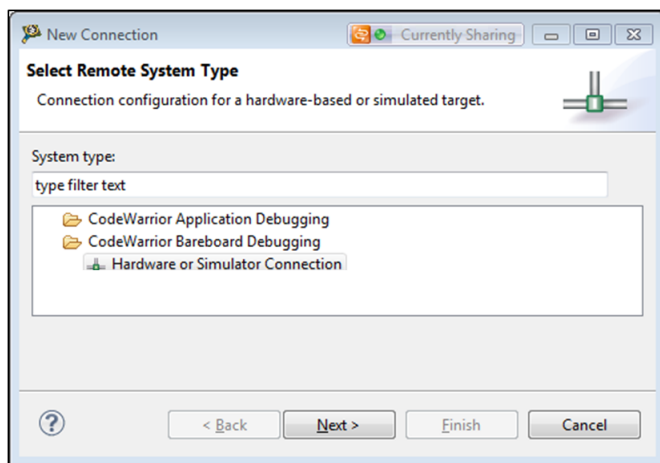 New Connection
Currently Sharing
Select Remote System Type
Connection configuration for a hardware-based or simulated target.
System type:
type filter text
CodeWarrior Application Debugging
CodeWarrior Bareboard Debugging
Hardware or Simulator Connection
? < Back Next > Finish Cancel